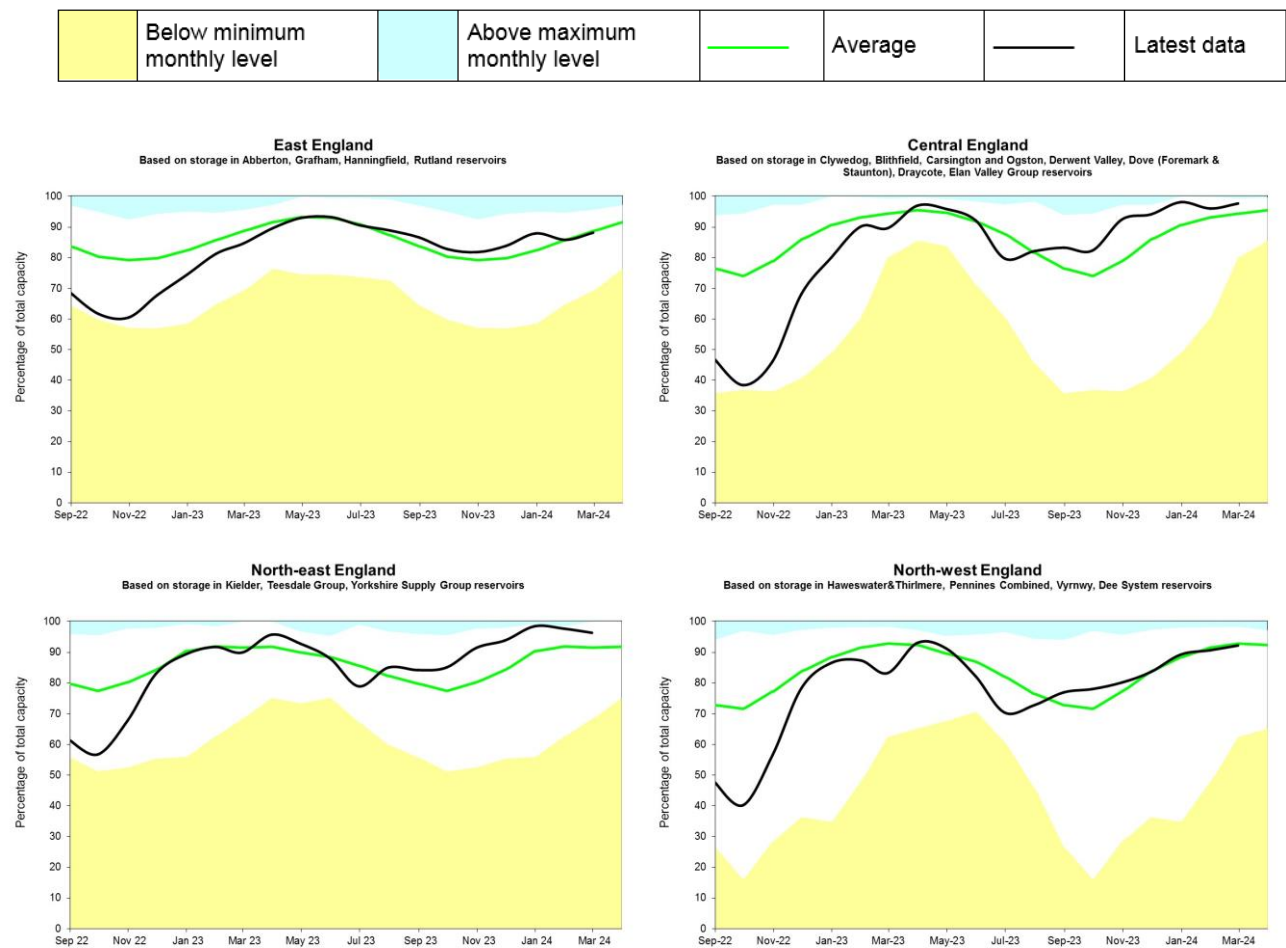 Below minimum
monthly level
Above maximum
monthly level
Average
Latest data
East England
Based on storage in Abberton, Grafham, Hanningfield, Rutland reservoirs
Percentage of total capacity
100
90
80
70
60
50
40
30
20
10
0
Sep-22 Nov-22 Jan-23 Mar-23 May-23 Jul-23 Sep-23 Nov-23 Jan-24 Mar-24
Central England
Based on storage in Clywedog, Blithfield, Carsington and Ogston, Derwent Valley, Dove (Foremark &
Staunton), Draycote, Elan Valley Group reservoirs
Percentage of total capacity
100
90
80
70
60
50
40
30
20
10
0
Sep-22 Nov-22 Jan-23 Mar-23 May-23 Jul-23 Sep-23 Nov-23 Jan-24 Mar-24
North-east England
Based on storage in Kielder, Teesdale Group, Yorkshire Supply Group reservoirs
Percentage of total capacity
100
90
80
70
60
50
40
30
20
10
0
Sep 22 Nov 22 Jan 23 Mar 23 May 23 Jul 23 Sep 23 Nov 23 Jan 24 Mar 24
North-west England
Based on storage in Haweswater&Thirlmere, Pennines Combined, Vyrnwy, Dee System reservoirs
Percentage of total capacity
100
90
80
70
60
50
40
30
20
10
0
Sep 22 Nov 22 Jan 23 Mar 23 May 23 Jul 23 Sep 23 Nov 23 Jan 24 Mar 24